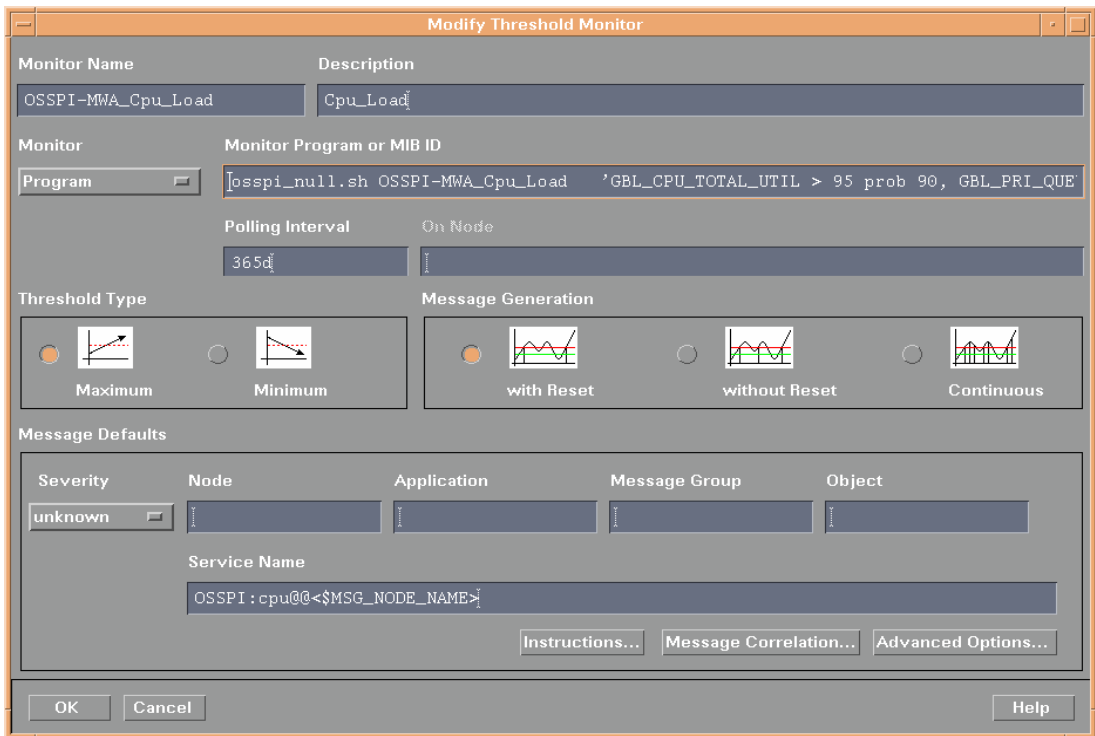 Modify Threshold Monitor
Monitor Name Description
OSSPI-MWA_Cpu_Load Cpu_Load
Monitor Monitor Program or MIB ID
Program osspi_null.sh OSSPI-MWA_Cpu_Load 'GBL_CPU_TOTAL_UTIL > 95 prob 90, GBL_PRI_QUE
Polling Interval On Node
365d
Threshold Type Message Generation
Maximum Minimum with Reset without Reset Continuous
Message Defaults
Severity Node Application Message Group Object
unknown
Service Name
OSSPI:cpu@@<$MSG_NODE_NAME>
Instructions... Message Correlation... Advanced Options...
OK Cancel Help